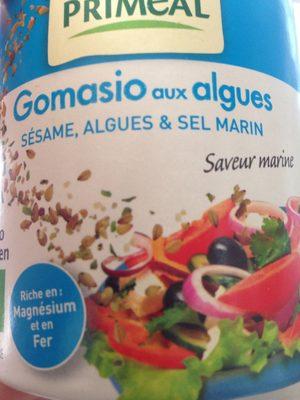 PRIMEAL
Gomasio aux algues
SÉSAME, ALGUES & SEL MARIN
Saveur marine
Riche en :
Magnésium
et en
Fer